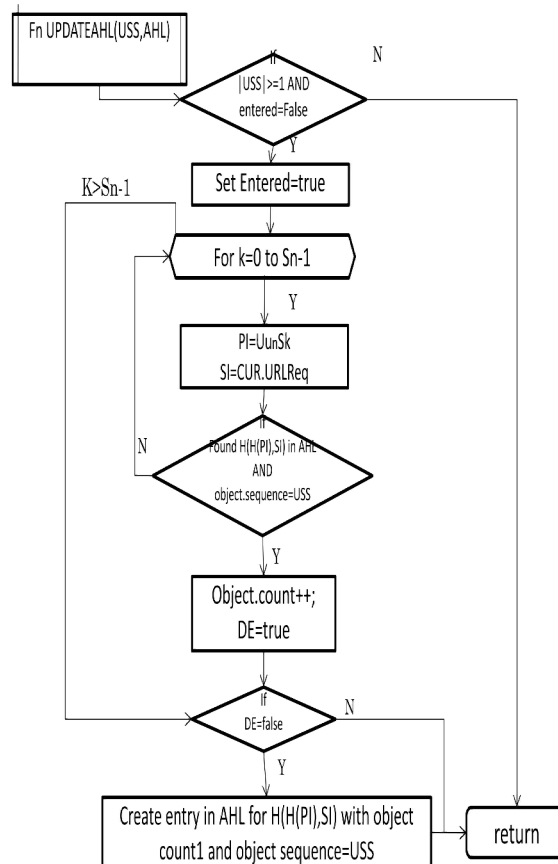 Fn UPDATEAHL(USS,AHL)
If
N
|USS|>=1 AND
entered=False
Y
Set Entered=true
K>Sn-1
For k=0 to Sn-1
Y
PI=UunSk
SI=CUR.URLReq
If
Found H(H(PI),SI) in AHL
N
AND
object.sequence=USS
Y
Object.count++;
DE=true
If
N
DE=false
Y
Create entry in AHL for H(H(PI),SI) with object
count1 and object sequence=USS
return